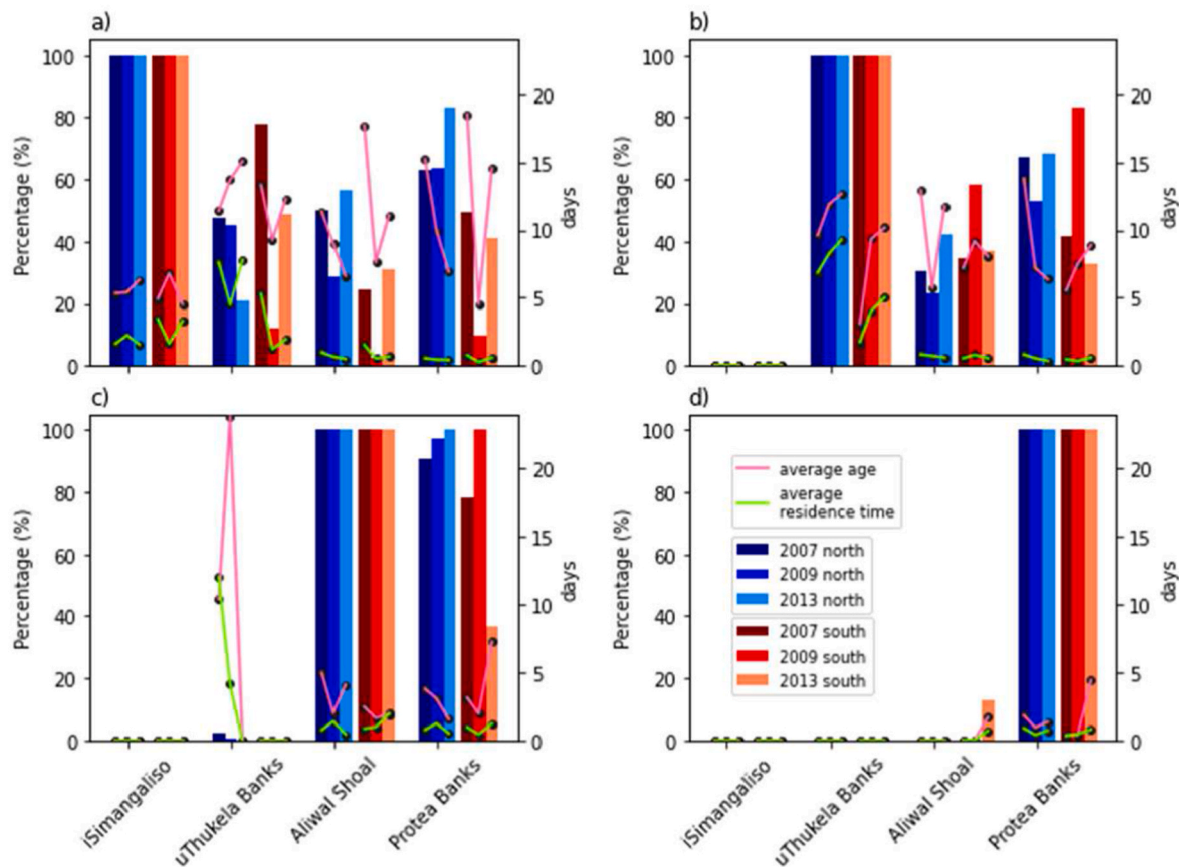 a)
100
80
60
40
20
0
Percentage (%)
20
15
10
5
0
days
b)
100
80
60
40
20
0
Percentage (%)
20
15
10
5
0
days
c)
100
80
60
40
20
0
Percentage (%)
20
15
10
5
0
days
iSimangaliso
uThukela Banks
Aliwal Shoal
Protea Banks
d)
100
80
60
40
20
0
Percentage (%)
average age
average
residence time
2007 north
2009 north
2013 north
2007 south
2009 south
2013 south
20
15
10
5
0
days
iSimangaliso
uThukela Banks
Aliwal Shoal
Protea Banks